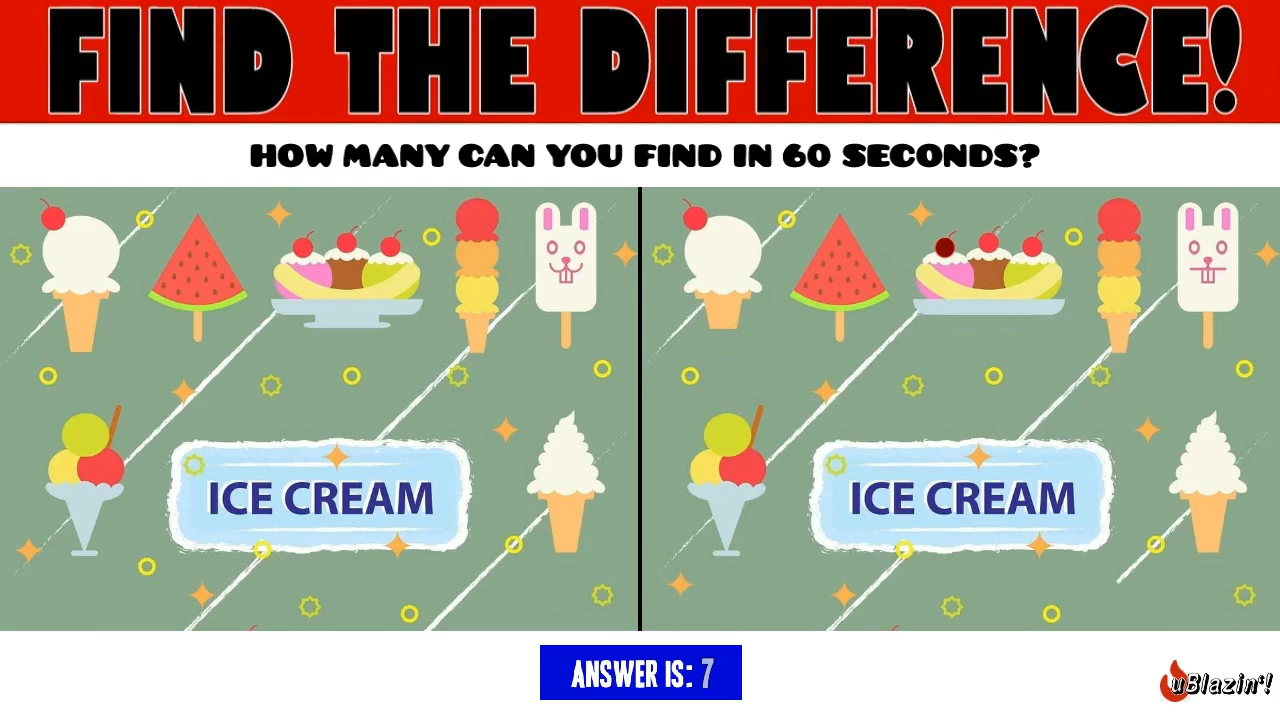 FIND THE DIFFERENCE!
HOW MANY CAN YOU FIND IN 60 SECONDS?
ICE CREAM
ICE CREAM
ANSWER IS: 7
uBlazin'!